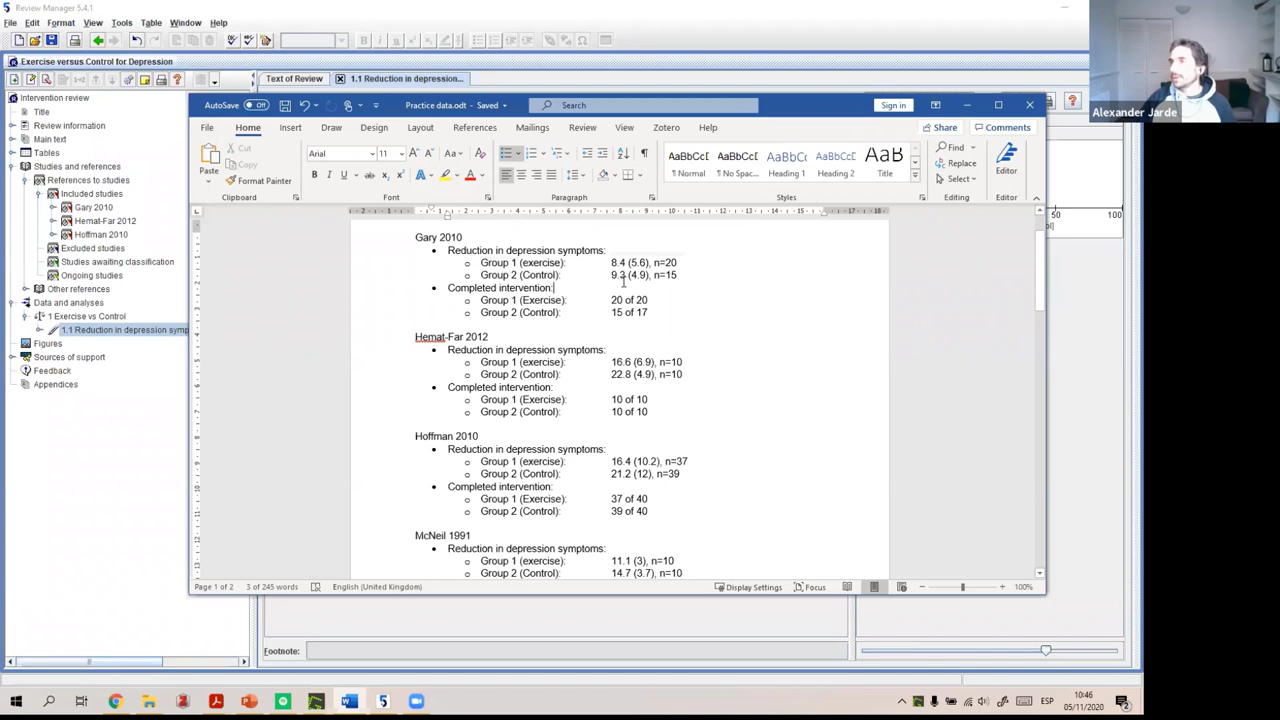 Review Manager 5.4.1
File Edit Format View Tools Table Window Help
Exercise versus Control for Depression
Text of Review
1.1 Reduction in depression...
Intervention review
Title
Review information
Main text
Tables
Studies and references
References to studies
Included studies
Gary 2010
Hemat-Far 2012
Hoffman 2010
Excluded studies
Studies awaiting classification
Ongoing studies
Other references
Data and analyses
1 Exercise vs Control
1.1 Reduction in depression symp
Figures
Sources of support
Feedback
Appendices
AutoSave Off
Practice data.odt - Saved
Search
Sign in
File Home Insert Draw Design Layout References Mailings Review View Zotero Help
Share Comments
Paste
Cut
Copy
Format Painter
Clipboard
Arial 11
Font
Paragraph
AaBbCcD AaBbCcD AaBbCc AaBbCcD AaB
¶ Normal ¶ No Spac... Heading 1 Heading 2 Title
Styles
Find
Replace
Select
Editing
Editor
Editor
Gary 2010
• Reduction in depression symptoms:
o Group 1 (exercise): 8.4 (5.6), n=20
o Group 2 (Control): (4.9), n=15
• Completed intervention:
o Group 1 (Exercise): 20 of 20
o Group 2 (Control): 15 of 17
Hemat-Far 2012
• Reduction in depression symptoms:
o Group 1 (exercise): 16.6 (6.9), n=10
o Group 2 (Control): 22.8 (4.9), n=10
• Completed intervention:
o Group 1 (Exercise): 10 of 10
o Group 2 (Control): 10 of 10
Hoffman 2010
• Reduction in depression symptoms:
o Group 1 (exercise): 16.4 (10.2), n=37
o Group 2 (Control): 21.2 (12), n=39
• Completed intervention:
o Group 1 (Exercise): 37 of 40
o Group 2 (Control): 39 of 40
McNeil 1991
• Reduction in depression symptoms:
o Group 1 (exercise): 11.1 (3), n=10
o Group 2 (Control): 14.7 (3.7), n=10
Page 1 of 2 3 of 245 words English (United Kingdom)
Display Settings Focus 100%
50 100
Footnote:
Alexander Jarde
ESP
10:46
05/11/2020